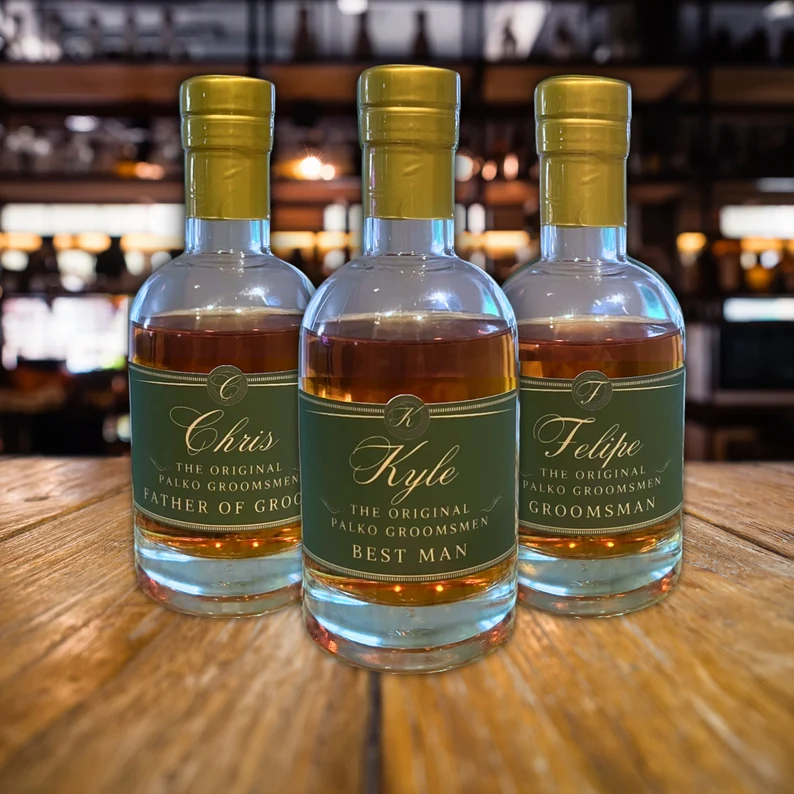 C
Chris
THE ORIGINAL
PALKO GROOMSMEN
FATHER OF GROO
K
Kyle
THE ORIGINAL
PALKO GROOMSMEN
BEST MAN
F
Felipe
THE ORIGINAL
PALKO GROOMSMEN
GROOMSMAN